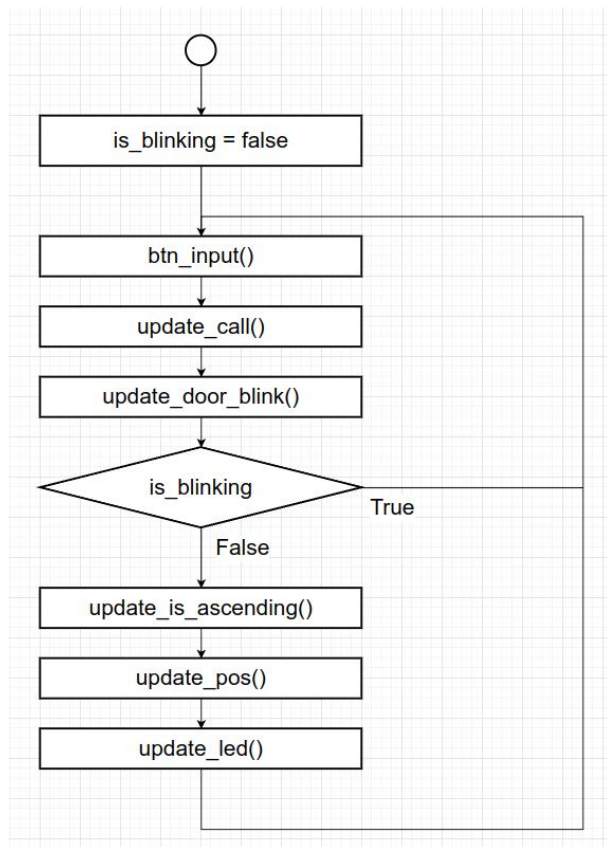 is_blinking = false
btn_input()
update_call()
update_door_blink()
is_blinking
True
False
update_is_ascending()
update_pos()
update_led()